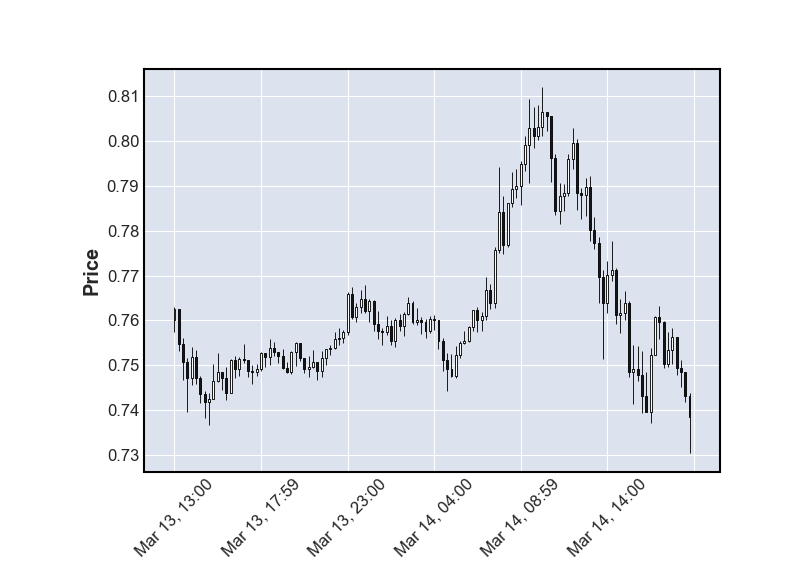 0.81
0.80
0.79
0.78
0.77
0.76
0.75
0.74
0.73
Price
Mar 13, 13:00
Mar 13, 17:59
Mar 13, 23:00
Mar 14, 04:00
Mar 14, 08:59
Mar 14, 14:00